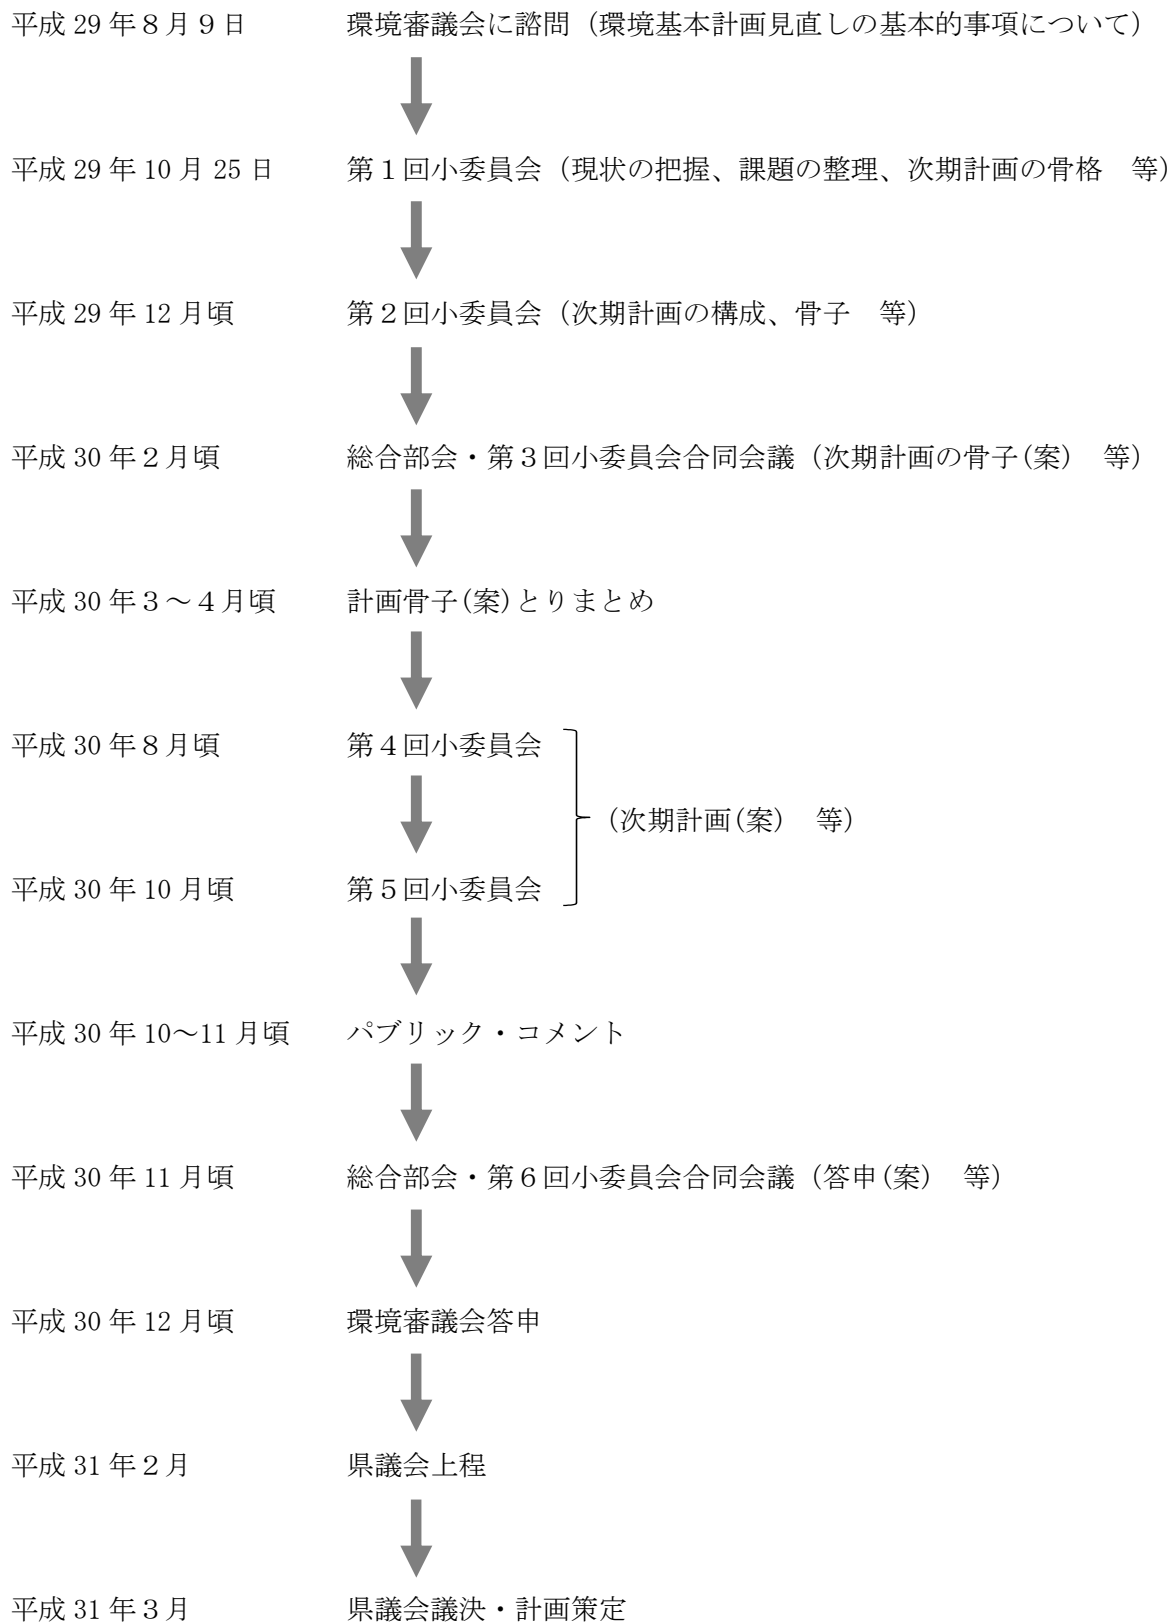 平成 29 年８月９日　環境審議会に諮問（環境基本計画見直しの基本的事項について）
平成 29 年 10 月 25 日　第１回小委員会（現状の把握、課題の整理、次期計画の骨格　等）
平成 29 年 12 月頃　第２回小委員会（次期計画の構成、骨子　等）
平成 30 年２月頃　総合部会・第３回小委員会合同会議（次期計画の骨子(案)　等）
平成 30 年３～４月頃　計画骨子(案)とりまとめ
平成 30 年８月頃　第４回小委員会
（次期計画(案)　等）
平成 30 年 10 月頃　第５回小委員会
平成 30 年 10～11 月頃　パブリック・コメント
平成 30 年 11 月頃　総合部会・第６回小委員会合同会議（答申(案)　等）
平成 30 年 12 月頃　環境審議会答申
平成 31 年２月　県議会上程
平成 31 年３月　県議会議決・計画策定